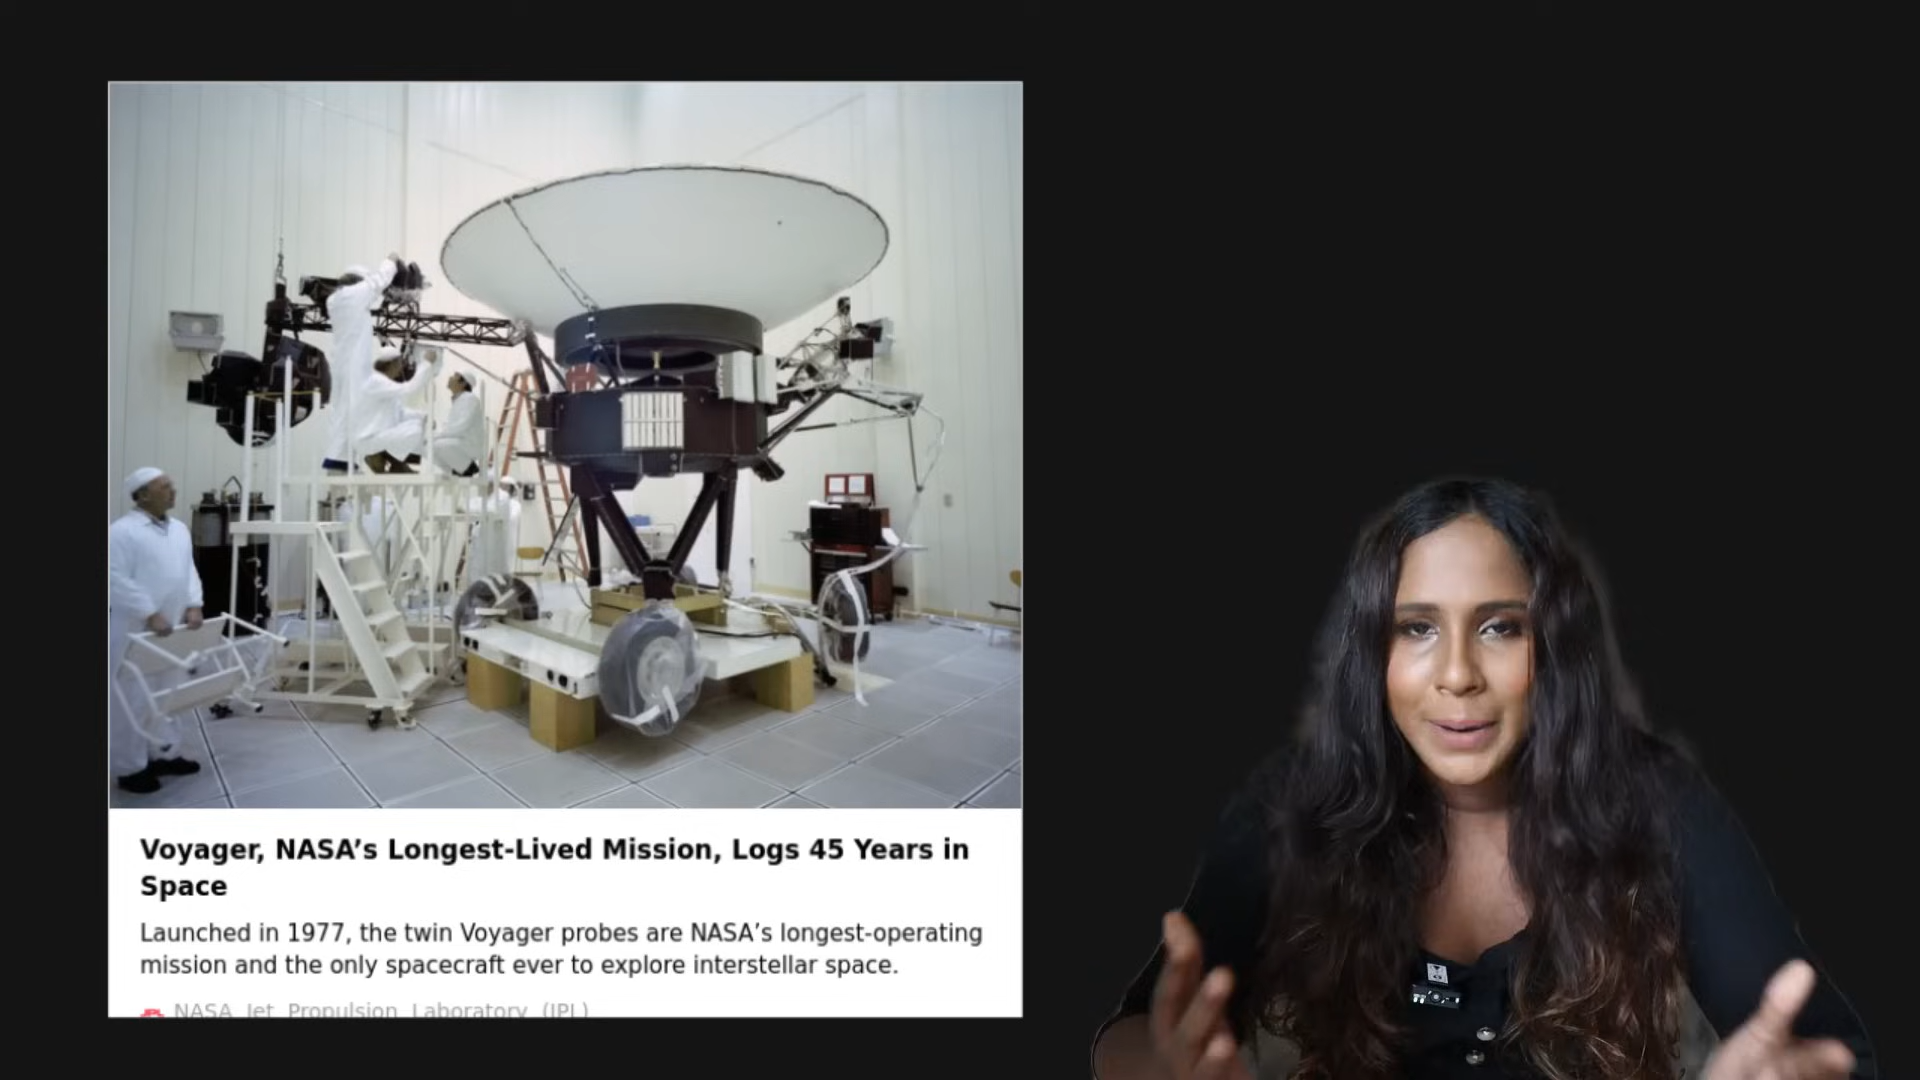 Voyager, NASA’s Longest-Lived Mission, Logs 45 Years in
Space
Launched in 1977, the twin Voyager probes are NASA’s longest-operating
mission and the only spacecraft ever to explore interstellar space.
NASA Jet Propulsion Laboratory (JPL)